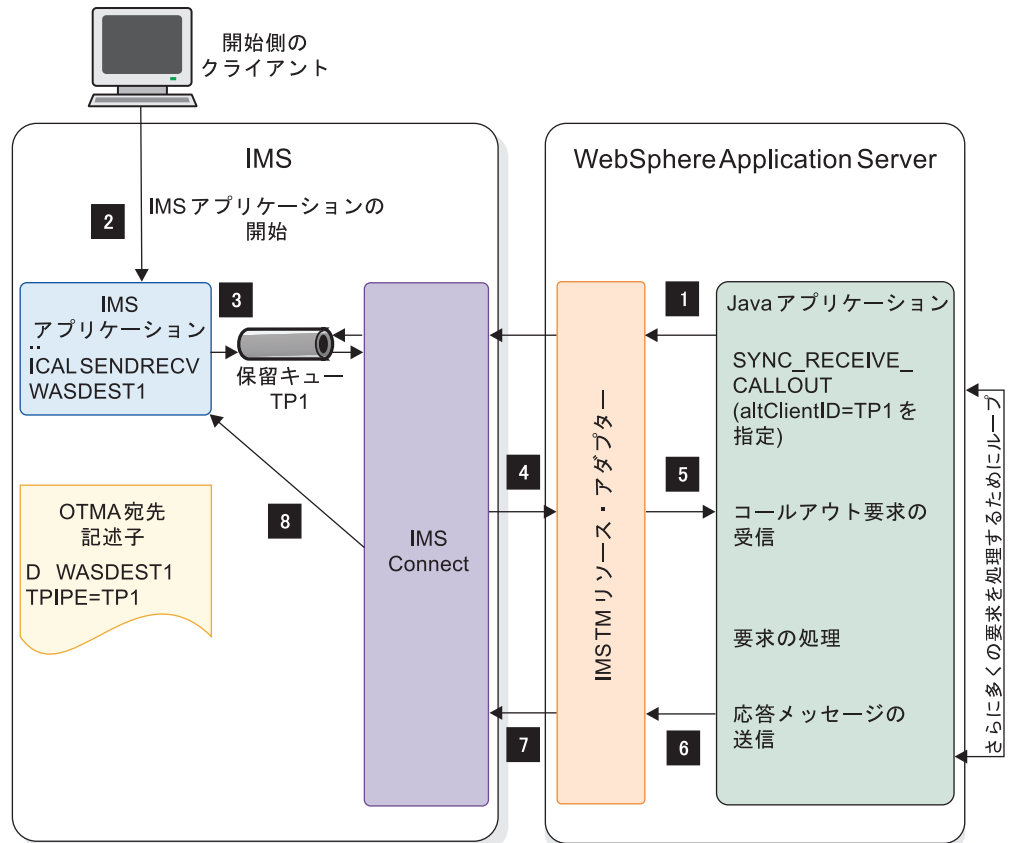 開始側の
クライアント
IMS
WebSphere Application Server
2
IMS アプリケーションの
開始
IMS
アプリケーション
..
ICALSENDRECV
WASDEST1
3
保留キュー
TP1
OTMA宛先
記述子
D WASDEST1
TPIPE=TP1
8
IMS
Connect
4
7
IMS TM リソース・アダプター
1
5
6
Java アプリケーション
SYNC_RECEIVE_
CALLOUT
(altClientID=TP1 を
指定)
コールアウト要求の
受信
要求の処理
応答メッセージの
送信
さらに多くの要求を処理するためにループ